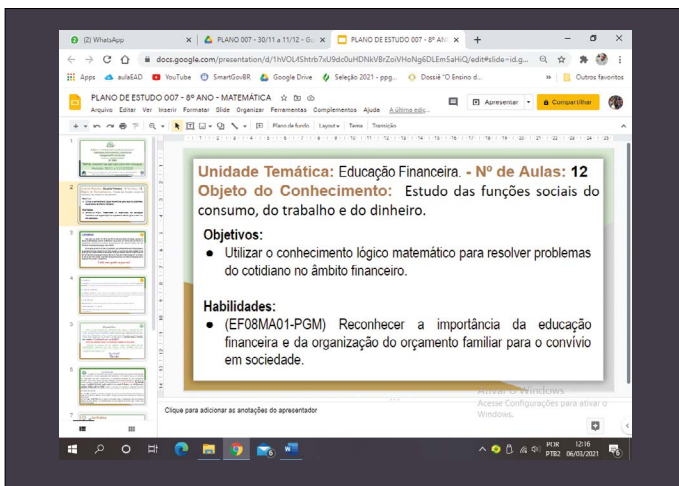 (2) WhatsApp
PLANO 007 - 30/11 a 11/12 - Go
PLANO DE ESTUDO 007 - 8º AN
docs.google.com/presentation/d/1hVOL4Shtrb7xU9dc0uHDNkVBrZoiVHoNg6DLEm5aHiQ/edit#slide=id.g...
Apps
aulaEAD
YouTube
SmartGovBR
Google Drive
Seleção 2021 - ppg...
Dossiê "O Ensino d...
Outros favoritos
PLANO DE ESTUDO 007 - 8º ANO - MATEMÁTICA
Arquivo Editar Ver Inserir Formatar Slide Organizar Ferramentas Complementos Ajuda A última ediç...
Apresentar
Compartilhar
Plano de fundo Layout Tema Transição
Unidade Temática: Educação Financeira. - Nº de Aulas: 12
Objeto do Conhecimento: Estudo das funções sociais do
consumo, do trabalho e do dinheiro.
Objetivos:
● Utilizar o conhecimento lógico matemático para resolver problemas
do cotidiano no âmbito financeiro.
Habilidades:
● (EF08MA01-PGM) Reconhecer a importância da educação
financeira e da organização do orçamento familiar para o convívio
em sociedade.
Ativar o Windows
Acesse Configurações para ativar o
Windows.
Clique para adicionar as anotações do apresentador
POR 12:16
PTB2 06/03/2021